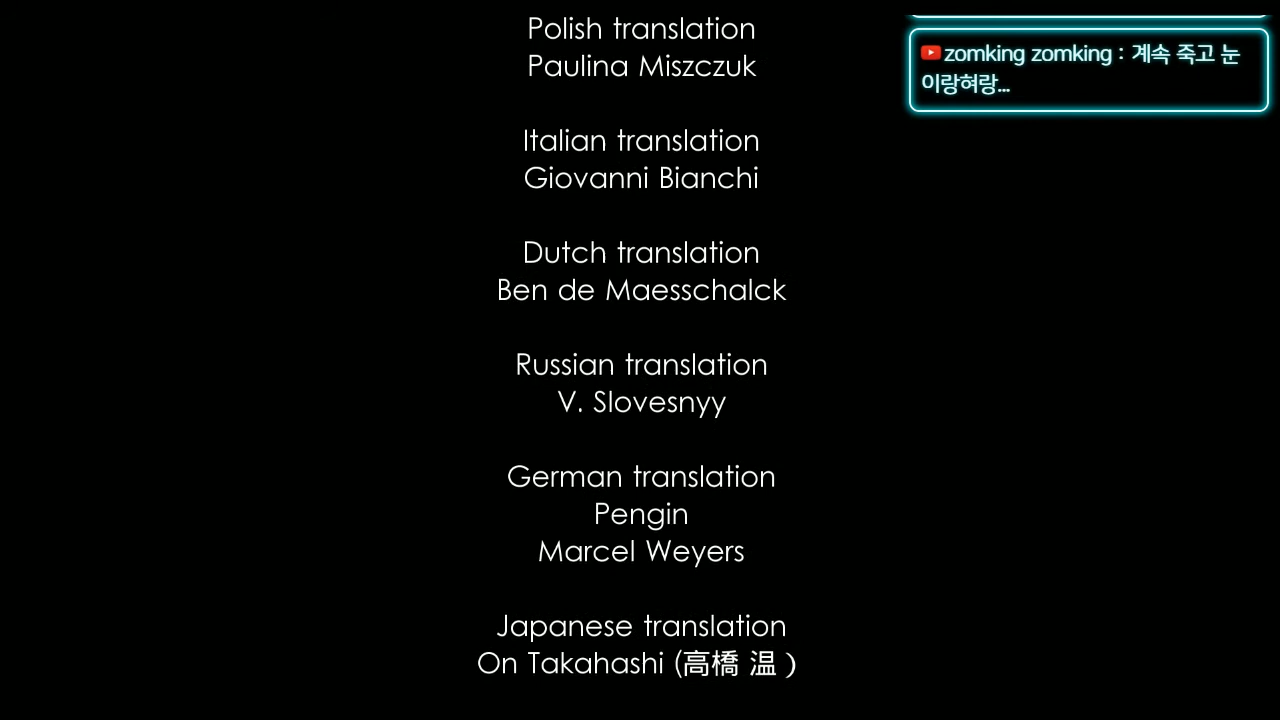 Polish translation
Paulina Miszczuk
Italian translation
Giovanni Bianchi
Dutch translation
Ben de Maesschalck
Russian translation
V. Slovesnyy
German translation
Pengin
Marcel Weyers
Japanese translation
On Takahashi (高橋 温 )
zomking zomking : 계속 죽고 눈
이랑혀랑...